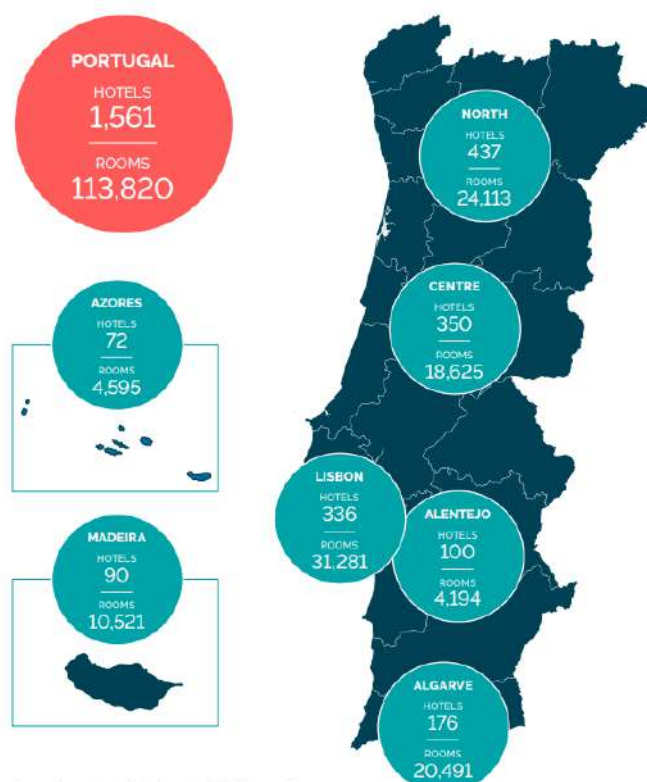 PORTUGAL
HOTELS
1,561
ROOMS
113,820
NORTH
HOTELS
437
ROOMS
24,113
AZORES
HOTELS
72
ROOMS
4,595
CENTRE
HOTELS
350
ROOMS
18,625
LISBON
HOTELS
336
ROOMS
31,281
ALENTEJO
HOTELS
100
ROOMS
4,194
MADEIRA
HOTELS
90
ROOMS
10,521
ALGARVE
HOTELS
176
ROOMS
20,491